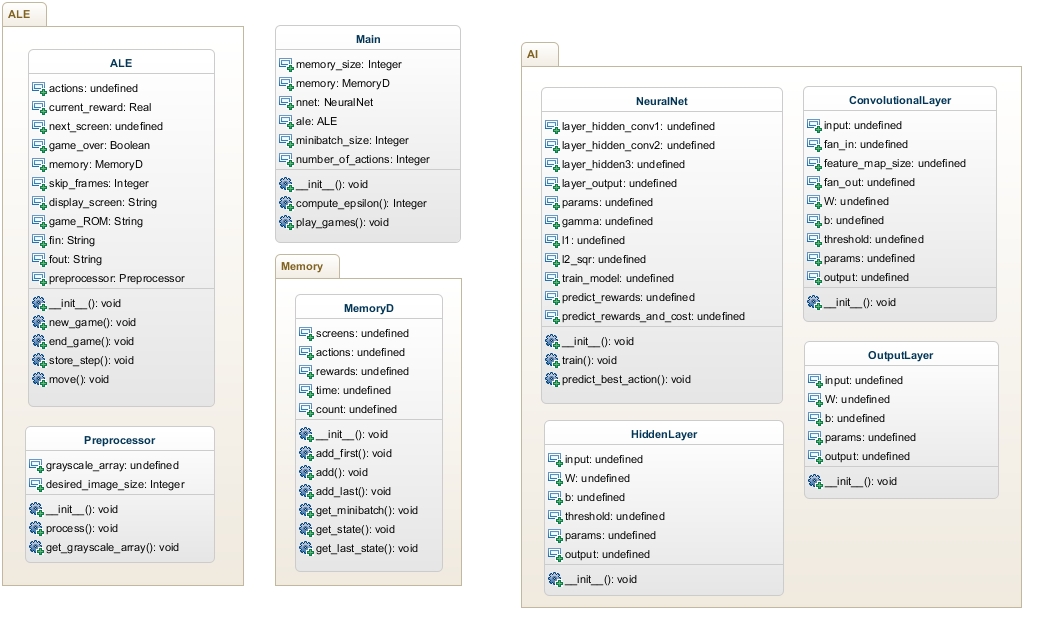 ALE
ALE
actions: undefined
current_reward: Real
next_screen: undefined
game_over: Boolean
memory: MemoryD
skip_frames: Integer
display_screen: String
game_ROM: String
fin: String
fout: String
preprocessor: Preprocessor
__init__(): void
new_game(): void
end_game(): void
store_step(): void
move(): void
Preprocessor
grayscale_array: undefined
desired_image_size: Integer
__init__(): void
process(): void
get_grayscale_array(): void
Main
memory_size: Integer
memory: MemoryD
nnet: NeuralNet
ale: ALE
minibatch_size: Integer
number_of_actions: Integer
__init__(): void
compute_epsilon(): Integer
play_games(): void
Memory
MemoryD
screens: undefined
actions: undefined
rewards: undefined
time: undefined
count: undefined
__init__(): void
add_first(): void
add(): void
add_last(): void
get_minibatch(): void
get_state(): void
get_last_state(): void
AI
NeuralNet
layer_hidden_conv1: undefined
layer_hidden_conv2: undefined
layer_hidden3: undefined
layer_output: undefined
params: undefined
gamma: undefined
l1: undefined
l2_sqr: undefined
train_model: undefined
predict_rewards: undefined
predict_rewards_and_cost: undefined
__init__(): void
train(): void
predict_best_action(): void
HiddenLayer
input: undefined
W: undefined
b: undefined
threshold: undefined
params: undefined
output: undefined
__init__(): void
ConvolutionalLayer
input: undefined
fan_in: undefined
feature_map_size: undefined
fan_out: undefined
W: undefined
b: undefined
threshold: undefined
params: undefined
output: undefined
__init__(): void
OutputLayer
input: undefined
W: undefined
b: undefined
params: undefined
output: undefined
__init__(): void